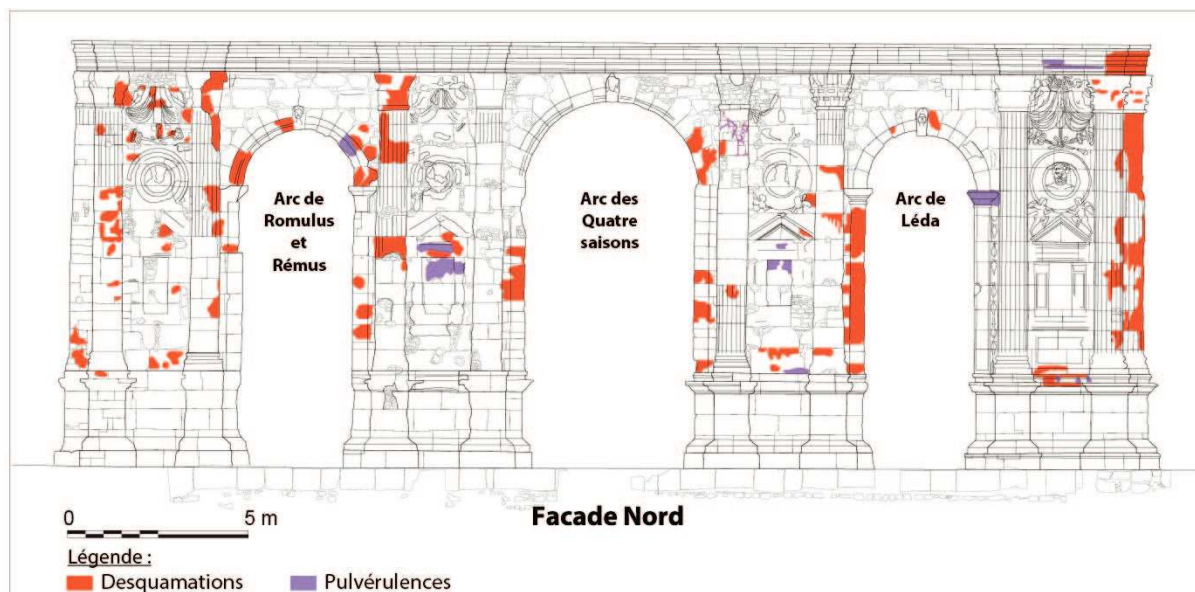 Arc de
Romulus
et
Rémus
Arc des
Quatre
saisons
Arc de
Léda
Facade Nord
0 5 m
Légende :
Desquamations Pulvérulences